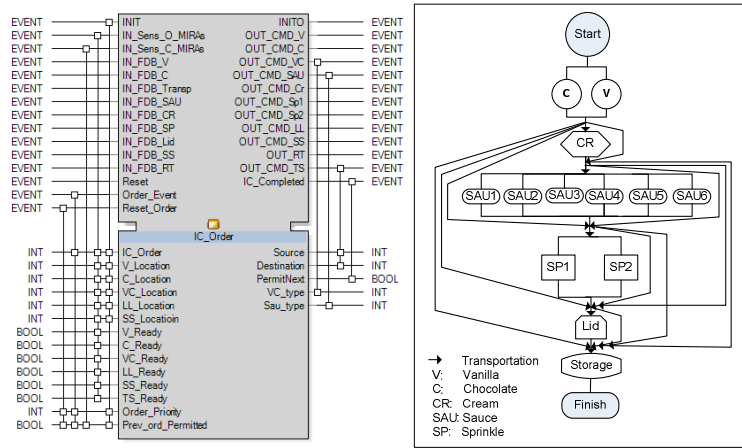 EVENT INIT INITO EVENT
EVENT IN_Sens_O_MIRAs OUT_CMD_V EVENT
EVENT IN_Sens_C_MIRAs OUT_CMD_C EVENT
EVENT IN_FDB_V OUT_CMD_VC EVENT
EVENT IN_FDB_C OUT_CMD_SAU EVENT
EVENT IN_FDB_Transp OUT_CMD_Cr EVENT
EVENT IN_FDB_SAU OUT_CMD_Sp1 EVENT
EVENT IN_FDB_CR OUT_CMD_Sp2 EVENT
EVENT IN_FDB_SP OUT_CMD_LL EVENT
EVENT IN_FDB_Lid OUT_CMD_SS EVENT
EVENT IN_FDB_SS OUT_RT EVENT
EVENT IN_FDB_RT OUT_CMD_TS EVENT
EVENT Reset IC_Completed EVENT
EVENT Order_Event
EVENT Reset_Order
IC_Order
INT IC_Order Source INT
INT V_Location Destination INT
INT C_Location PermitNext BOOL
INT VC_Location VC_type INT
INT LL_Location Sau_type INT
INT SS_Locatioin
BOOL V_Ready
BOOL C_Ready
BOOL VC_Ready
BOOL LL_Ready
BOOL SS_Ready
BOOL TS_Ready
INT Order_Priority
BOOL Prev_ord_Permitted
Start
C V
CR
SAU1 SAU2 SAU3 SAU4 SAU5 SAU6
SP1 SP2
Lid
Storage
Finish
Transportation
V: Vanilla
C: Chocolate
CR: Cream
SAU: Sauce
SP: Sprinkle